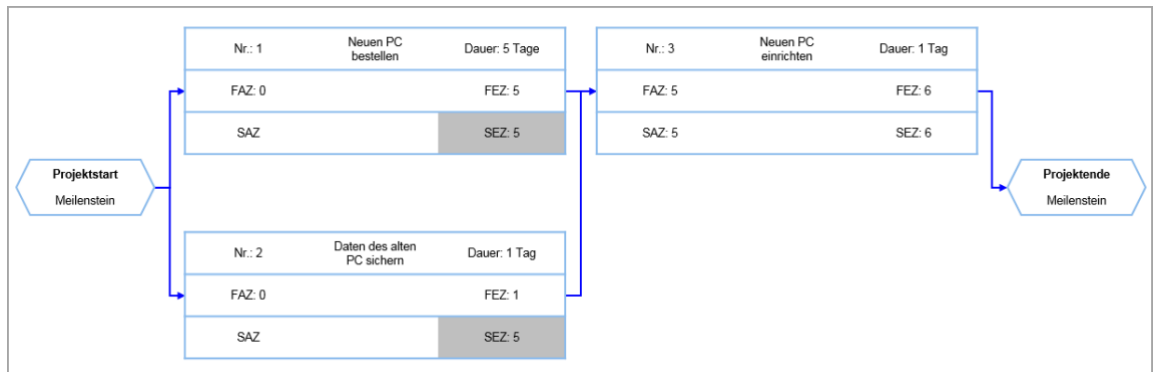 Nr.: 1
Neuen PC
bestellen
Dauer: 5 Tage
FAZ: 0
FEZ: 5
SAZ
SEZ: 5
Nr.: 3
Neuen PC
einrichten
Dauer: 1 Tag
FAZ: 5
FEZ: 6
SAZ: 5
SEZ: 6
Projektstart
Meilenstein
Projektende
Meilenstein
Nr.: 2
Daten des alten
PC sichern
Dauer: 1 Tag
FAZ: 0
FEZ: 1
SAZ
SEZ: 5